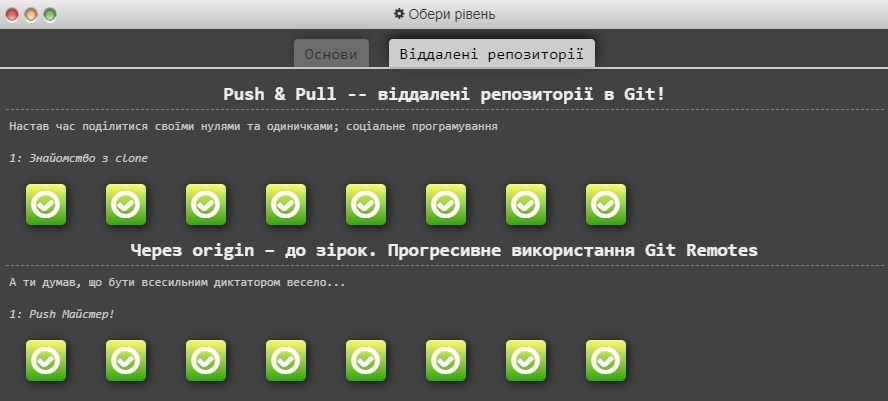 Обери рівень
Основи
Віддалені репозиторії
Push & Pull -- віддалені репозиторії в Git!
Настав час поділитися своїми нулями та одиничками; соціальне програмування
1: Знайомство з clone
Через origin – до зірок. Прогресивне використання Git Remotes
А ти думав, що бути всесильним диктатором весело...
1: Push Майстер!